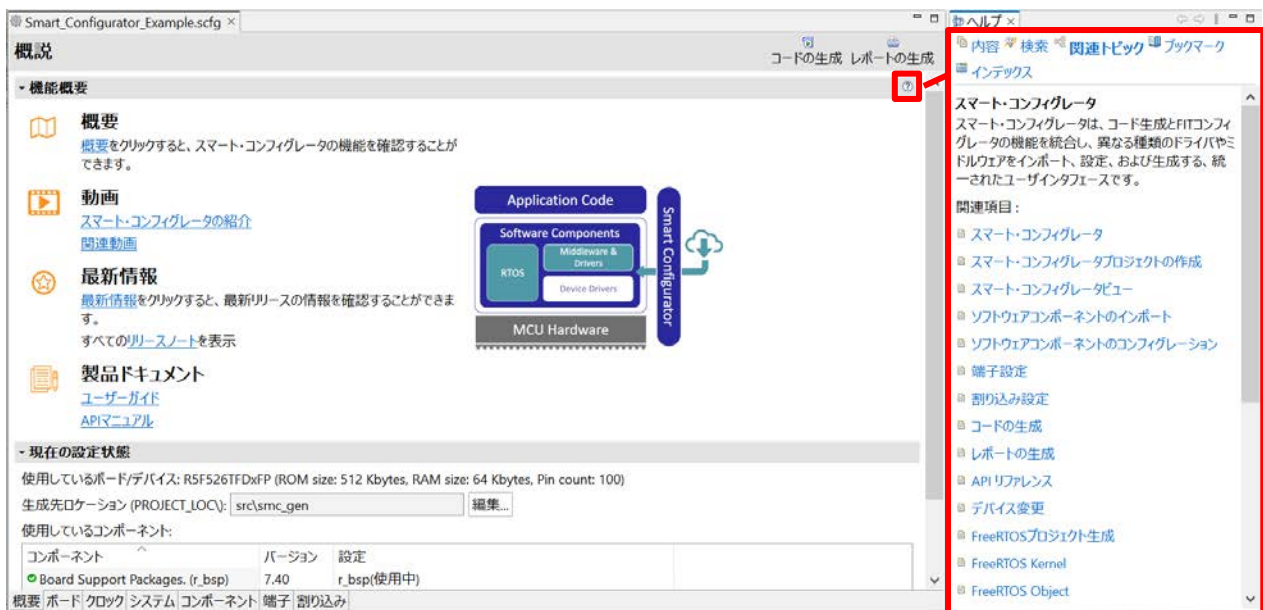 Smart_Configurator_Example.scfg
概説
コードの生成 レポートの生成
機能概要
概要
概要をクリックすると、スマート・コンフィグレータの機能を確認することが
できます。
動画
スマート・コンフィグレータの紹介
関連動画
最新情報
最新情報をクリックすると、最新リリースの情報を確認することができま
す。
すべてのリリースノートを表示
製品ドキュメント
ユーザーガイド
APIマニュアル
Application Code
Software Components
RTOS
Middleware &
Drivers
Device Drivers
MCU Hardware
Smart Configurator
現在の設定状態
使用しているボード/デバイス: R5F526TFDxFP (ROM size: 512 Kbytes, RAM size: 64 Kbytes, Pin count: 100)
生成先ロケーション (PROJECT_LOC\): src\smc_gen 編集...
使用しているコンポーネント:
コンポーネント バージョン 設定
Board Support Packages. (r_bsp) 7.40 r_bsp(使用中)
概要 ボード クロック システム コンポーネント 端子 割り込み
ヘルプ
内容 検索 関連トピック ブックマーク
インデックス
スマート・コンフィグレータ
スマート・コンフィグレータは、コード生成とFITコンフィ
グレータの機能を統合し、異なる種類のドライバやミ
ドルウェアをインポート、設定、および生成する、統
一されたユーザインタフェースです。
関連項目:
スマート・コンフィグレータ
スマート・コンフィグレータプロジェクトの作成
スマート・コンフィグレータビュー
ソフトウェアコンポーネントのインポート
ソフトウェアコンポーネントのコンフィグレーション
端子設定
割り込み設定
コードの生成
レポートの生成
API リファレンス
デバイス変更
FreeRTOSプロジェクト生成
FreeRTOS Kernel
FreeRTOS Object